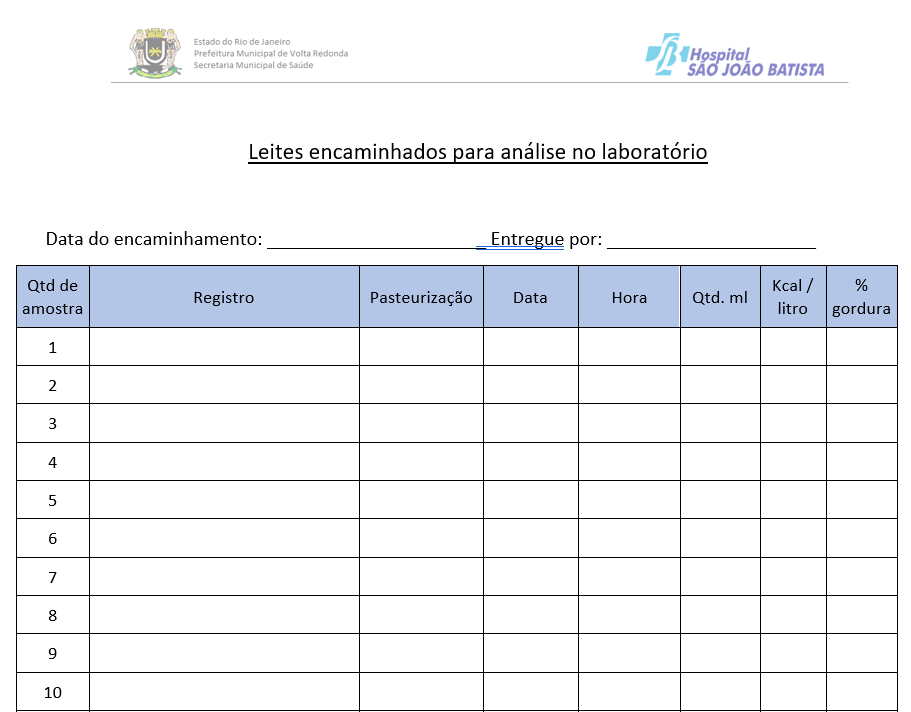 Estado do Rio de Janeiro
Prefeitura Municipal de Volta Redonda
Secretaria Municipal de Saúde
Hospital
SÃO JOÃO BATISTA
Leites encaminhados para análise no laboratório
Data do encaminhamento: ______________________ Entregue por: _____________________
Qtd de amostra Registro Pasteurização Data Hora Qtd. ml Kcal / litro % gordura
1
2
3
4
5
6
7
8
9
10